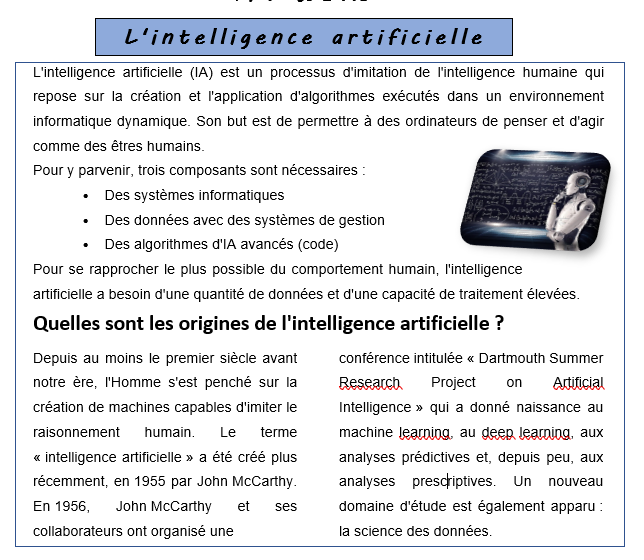 L'intelligence artificielle
L'intelligence artificielle (IA) est un processus d'imitation de l'intelligence humaine qui
repose sur la création et l'application d'algorithmes exécutés dans un environnement
informatique dynamique. Son but est de permettre à des ordinateurs de penser et d'agir
comme des êtres humains.
Pour y parvenir, trois composants sont nécessaires :
• Des systèmes informatiques
• Des données avec des systèmes de gestion
• Des algorithmes d'IA avancés (code)
Pour se rapprocher le plus possible du comportement humain, l'intelligence
artificielle a besoin d'une quantité de données et d'une capacité de traitement élevées.
Quelles sont les origines de l'intelligence artificielle ?
Depuis au moins le premier siècle avant
notre ère, l'Homme s'est penché sur la
création de machines capables d'imiter le
raisonnement humain. Le terme
« intelligence artificielle » a été créé plus
récemment, en 1955 par John McCarthy.
En 1956, John McCarthy et ses
collaborateurs ont organisé une
conférence intitulée « Dartmouth Summer
Research Project on Artificial
Intelligence » qui a donné naissance au
machine learning, au deep learning, aux
analyses prédictives et, depuis peu, aux
analyses prescriptives. Un nouveau
domaine d'étude est également apparu :
la science des données.